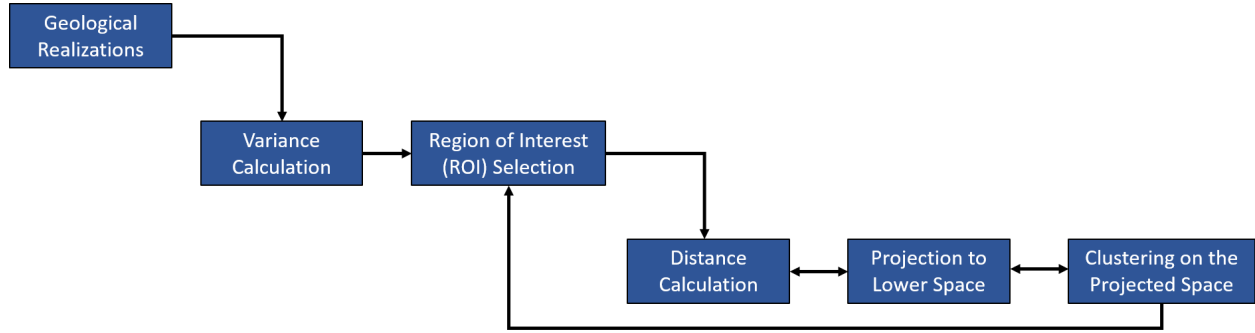 Geological
Realizations
Variance
Calculation
Region of Interest
(ROI) Selection
Distance
Calculation
Projection to
Lower Space
Clustering on the
Projected Space